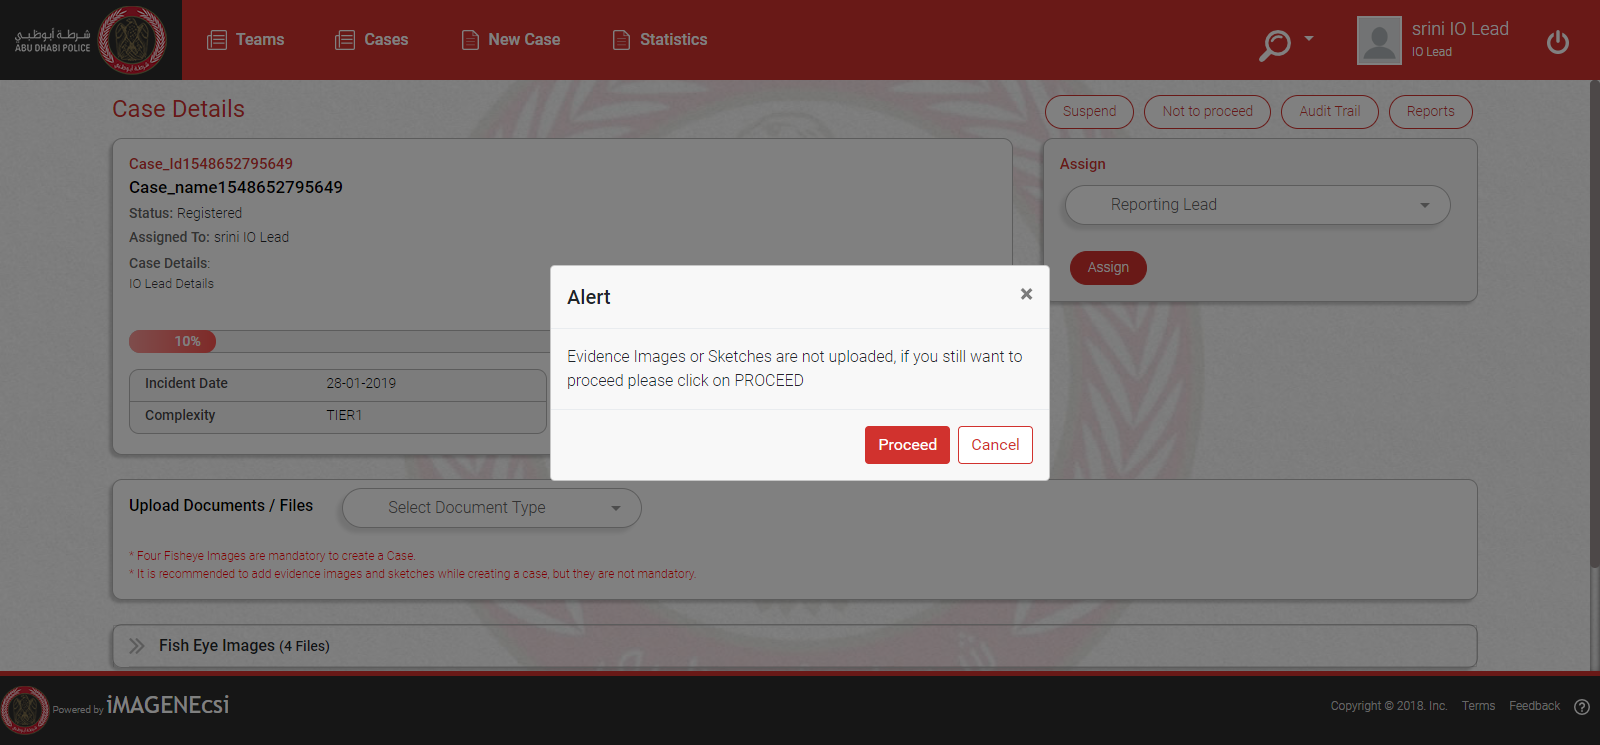 شرطة أبوظبي
ABU DHABI POLICE
Teams
Cases
New Case
Statistics
srini IO Lead
IO Lead
Case Details
Suspend
Not to proceed
Audit Trail
Reports
Case_Id1548652795649
Case_name1548652795649
Status: Registered
Assigned To: srini IO Lead
Case Details:
IO Lead Details
10%
Incident Date 28-01-2019
Complexity TIER1
Assign
Reporting Lead
Assign
Alert
×
Evidence Images or Sketches are not uploaded, if you still want to
proceed please click on PROCEED
Proceed
Cancel
Upload Documents / Files
Select Document Type
* Four Fisheye Images are mandatory to create a Case.
* It is recommended to add evidence images and sketches while creating a case, but they are not mandatory.
Fish Eye Images (4 Files)
Powered by iMAGENEcsi
Copyright © 2018. Inc.
Terms
Feedback
?